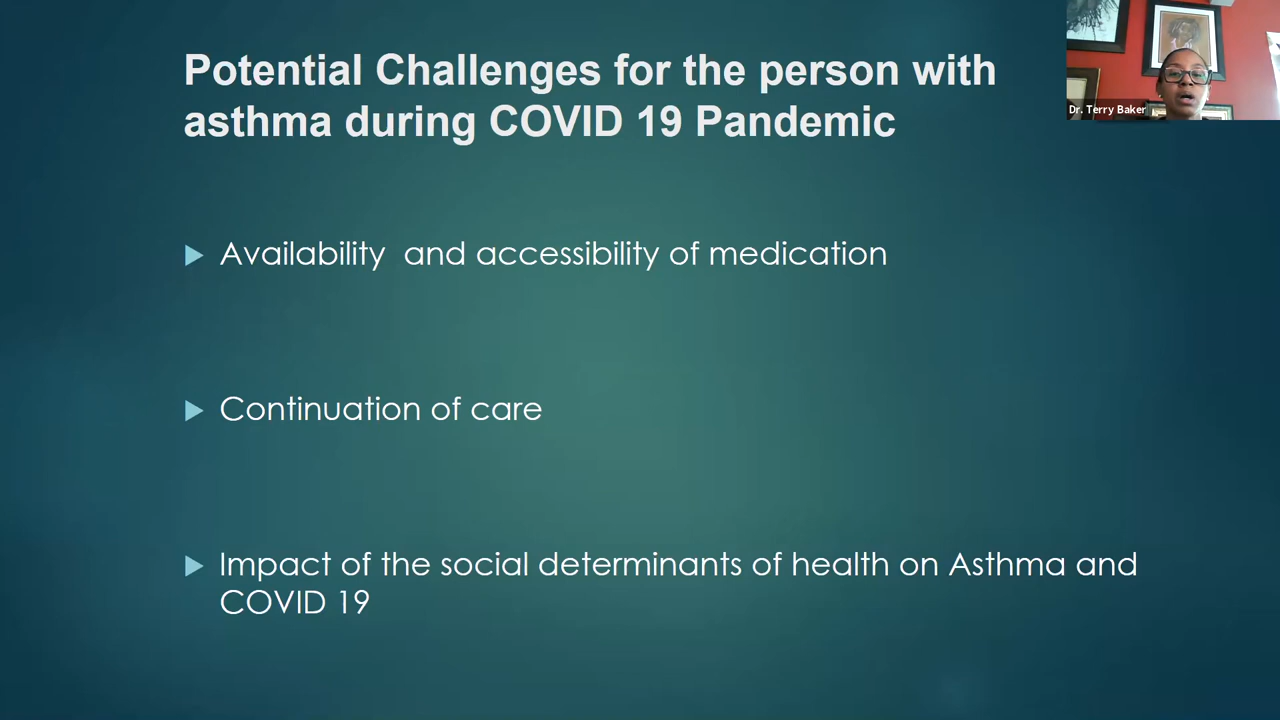 Potential Challenges for the person with
asthma during COVID 19 Pandemic
Dr. Terry Baker
Availability  and accessibility of medication
Continuation of care
Impact of the social determinants of health on Asthma and
COVID 19